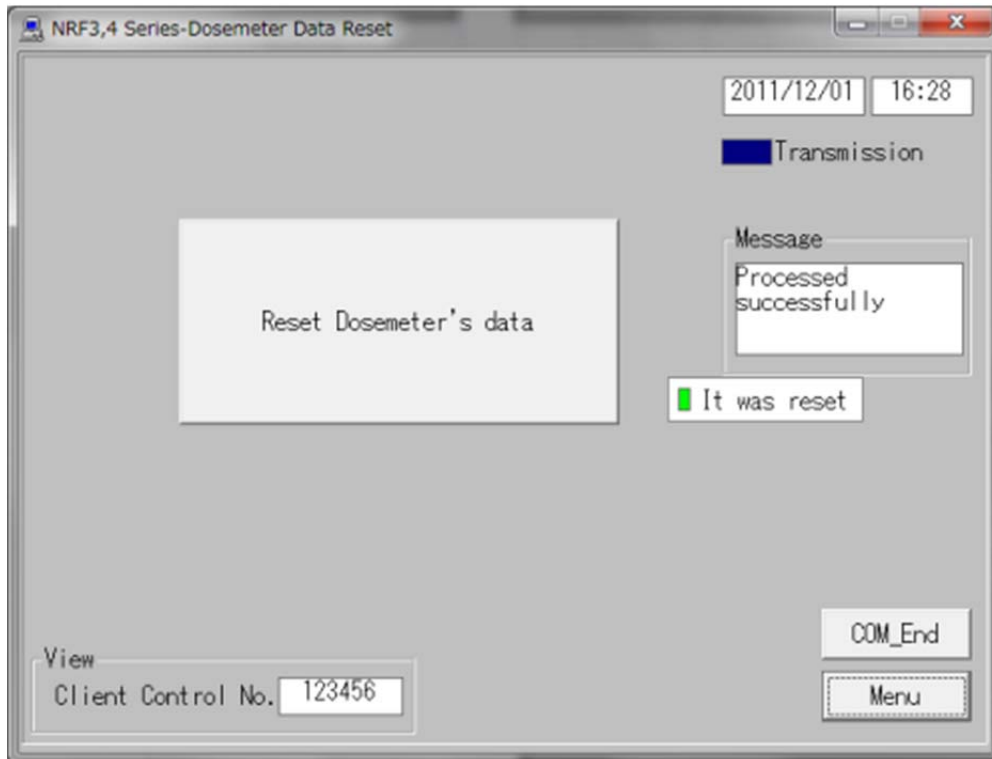 NRF3,4 Series-Dosemeter Data Reset
2011/12/01 16:28
Transmission
Message
Processed
successfully
Reset Dosemeter's data
It was reset
COM_End
View
Client Control No. 123456
Menu